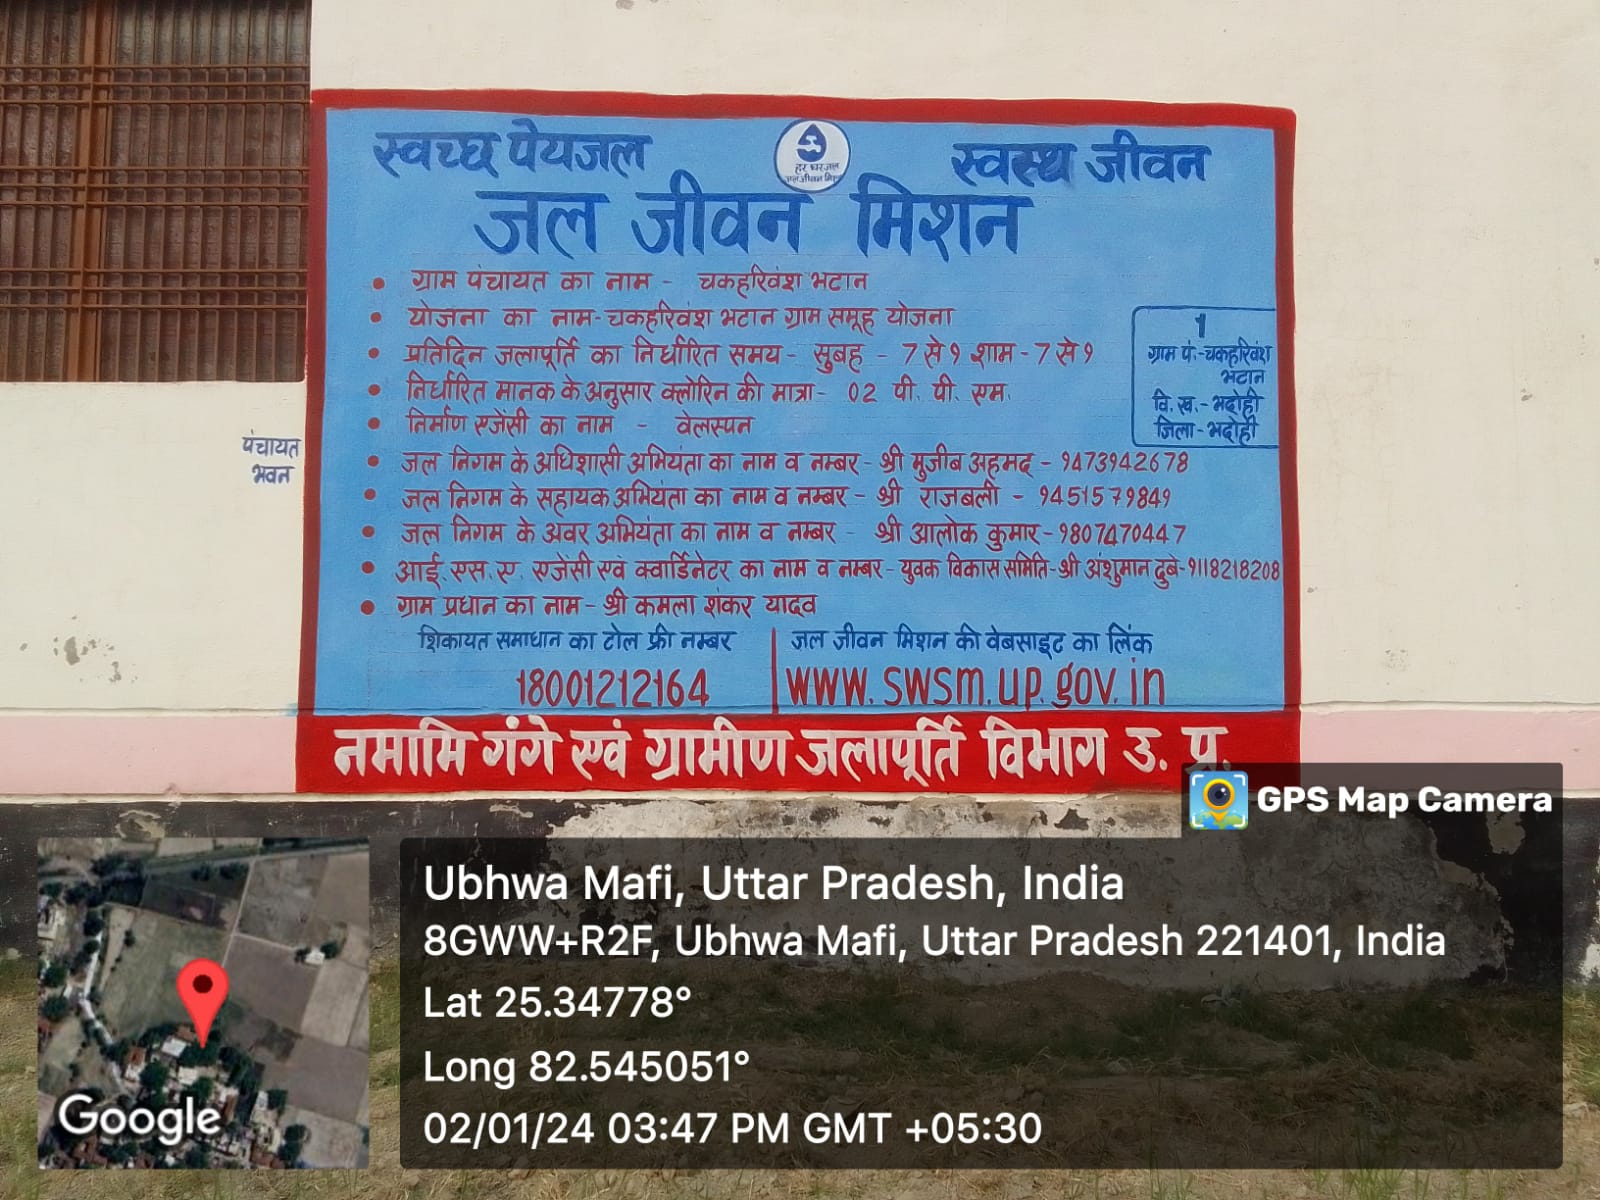 स्वच्छ पेयजल
स्वस्थ जीवन
हर घर जल
जल जीवन मिशन
जल जीवन मिशन
• ग्राम पंचायत का नाम - चकहरिवंश भटान
• योजना का नाम-चकहरिवंश भटान ग्राम समूह योजना
• प्रतिदिन जलापूर्ति का निर्धारित समय- सुबह - 7 से 9 शाम-7 से 9
• निर्धारित मानक के अनुसार क्लोरिन की मात्रा- 02 पी. पी. एम.
• निर्माण एजेंसी का नाम - वेलस्पन
1
ग्राम पं.-चकहरिवंश
भटान
वि. ख.- भदोही
जिला-भदोही
• जल निगम के अधिशासी अभियंता का नाम व नम्बर-श्री मुजीब अहमद - 9473942678
• जल निगम के सहायक अभियंता का नाम व नम्बर- श्री राजबली - 9451579849
• जल निगम के अवर अभियंता का नाम व नम्बर - श्री आलोक कुमार-9807470447
• आई.एस.ए. एजेंसी एवं क्वार्डिनेटर का नाम व नम्बर-युवक विकास समिति-श्री अंशुमान दुबे-9118218208
• ग्राम प्रधान का नाम-श्री कमला शंकर यादव
शिकायत समाधान का टोल फ्री नम्बर
18001212164
जल जीवन मिशन की वेबसाइट का लिंक
www.swsm.up.gov.in
नमामि गंगे एवं ग्रामीण जलापूर्ति विभाग उ. प्र.
पंचायत
भवन
GPS Map Camera
Ubhwa Mafi, Uttar Pradesh, India
8GWW+R2F, Ubhwa Mafi, Uttar Pradesh 221401, India
Lat 25.34778°
Long 82.545051°
02/01/24 03:47 PM GMT +05:30
Google